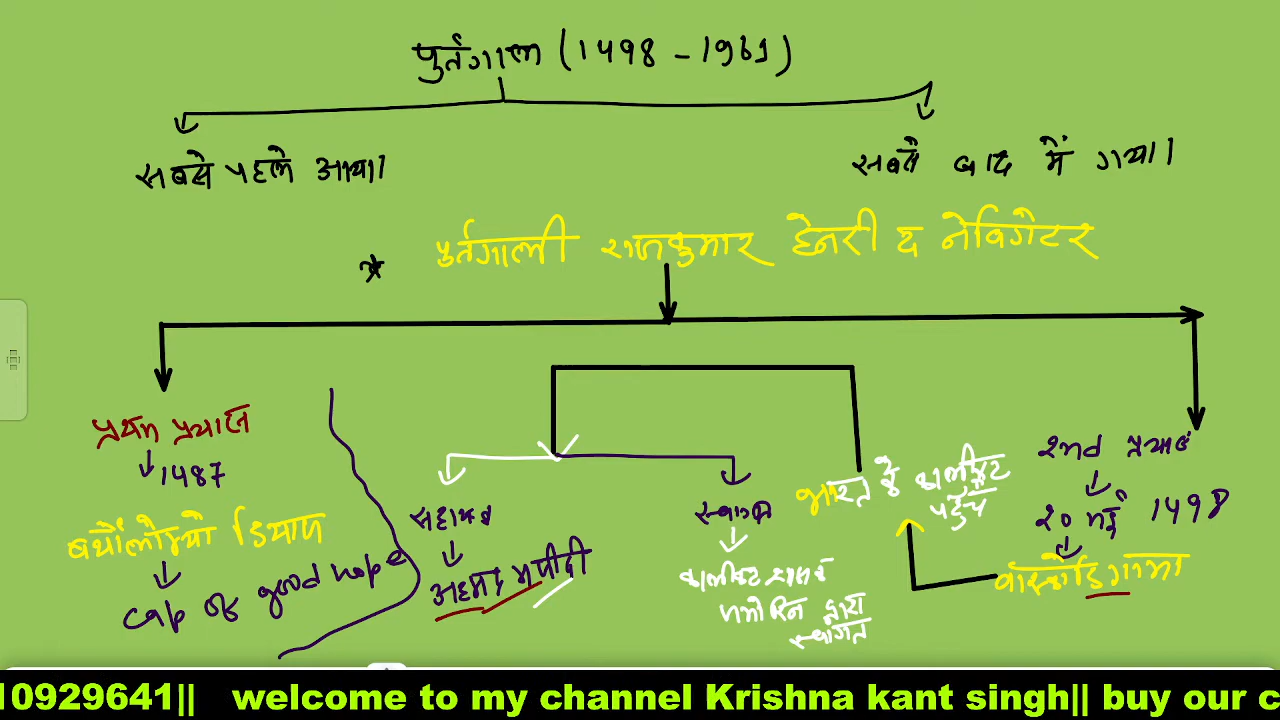 पुर्तगाल (1498 - 1961)
सबसे पहले आया।
सबसे बाद में गया।
* पुर्तगाली राजकुमार हेनरी द नेविगेटर
प्रथम प्रयास
1487
बर्थोलोम्यो डियाज
cap of good hope
सहायक
अहमद मजीदी
स्वागत
कालीकट शासक
जमोरिन द्वारा
स्वागत
भारत के कालीकट
पहुँचे
2nd प्रयास
20 मई 1498
वास्कोडिगामा
10929641|| welcome to my channel Krishna kant singh|| buy our c